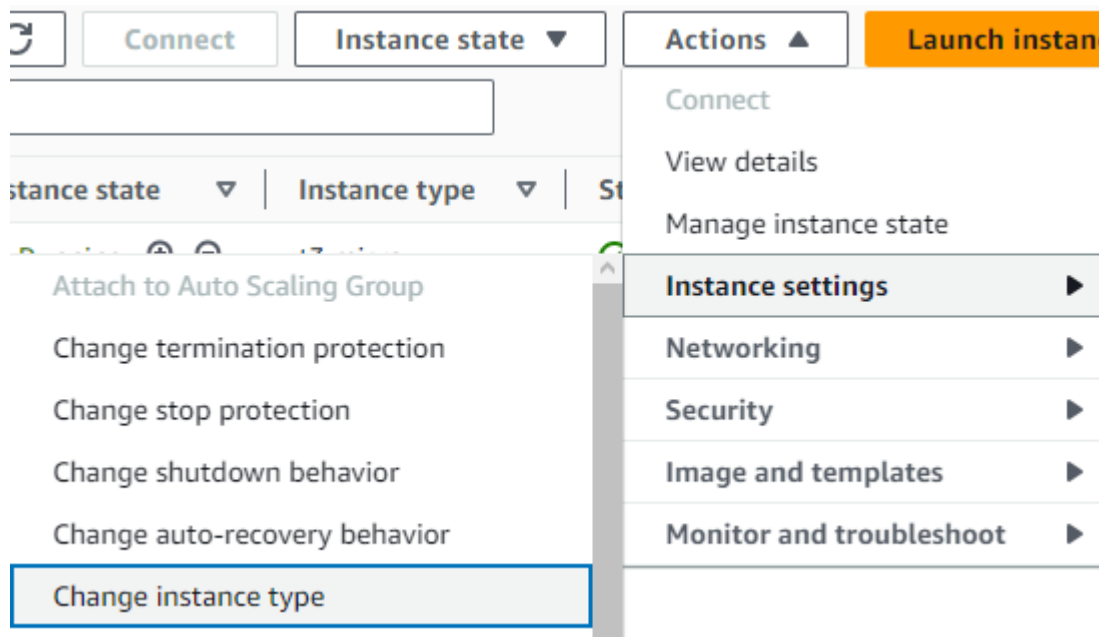 Connect
Instance state
Actions
Launch instan
Connect
View details
stance state
Instance type
St
Manage instance state
Attach to Auto Scaling Group
Instance settings
Change termination protection
Networking
Change stop protection
Security
Change shutdown behavior
Image and templates
Change auto-recovery behavior
Monitor and troubleshoot
Change instance type